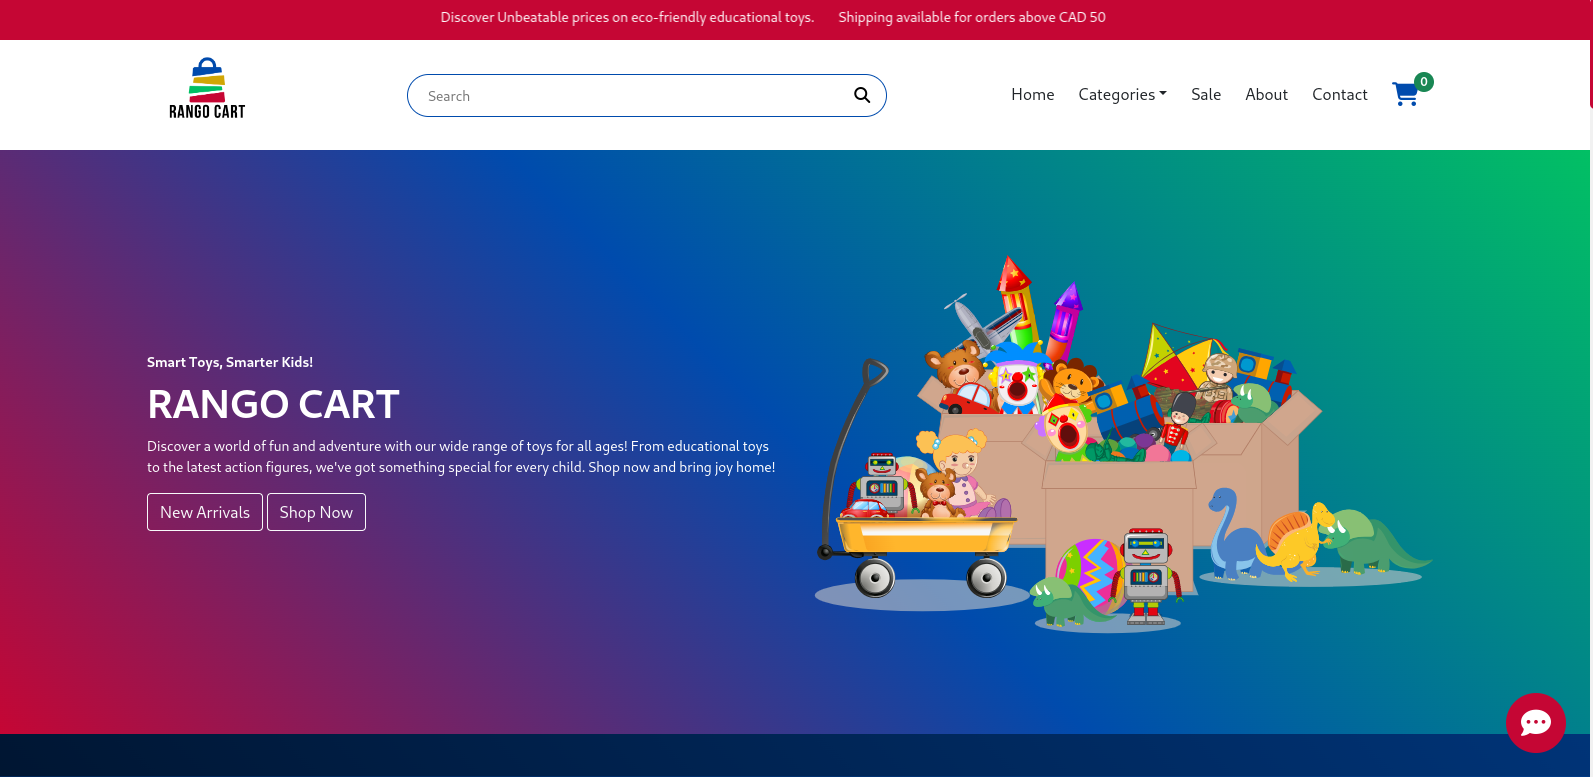 Discover Unbeatable prices on eco-friendly educational toys. Shipping available for orders above CAD 50
RANGO CART
Search
Home Categories Sale About Contact 0
Smart Toys, Smarter Kids!
RANGO CART
Discover a world of fun and adventure with our wide range of toys for all ages! From educational toys
to the latest action figures, we've got something special for every child. Shop now and bring joy home!
New Arrivals Shop Now